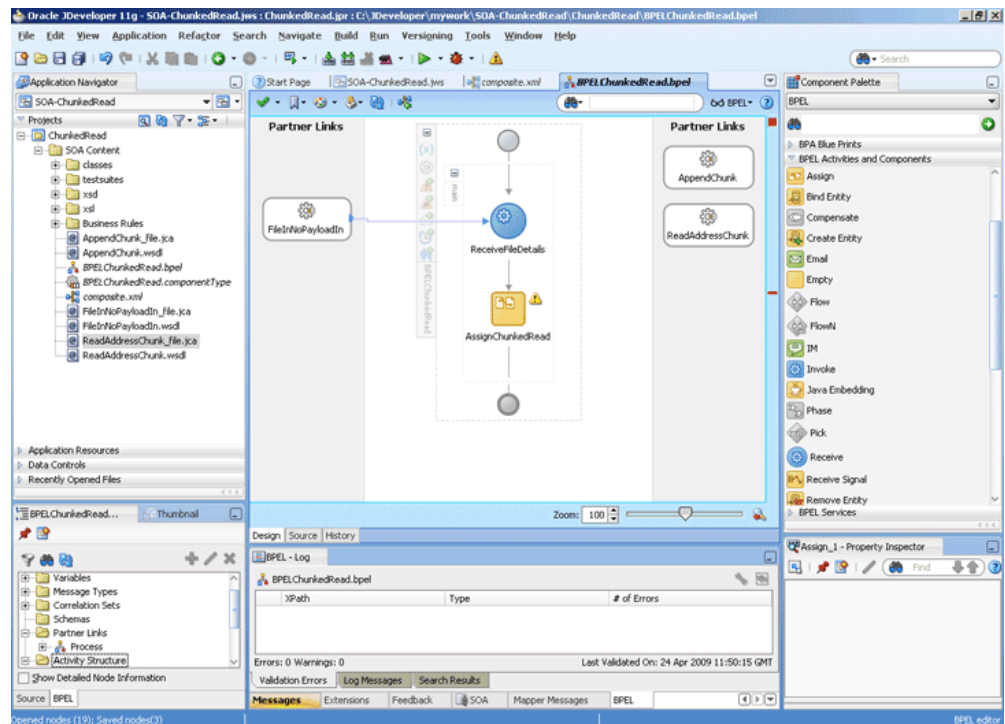 Oracle JDeveloper 11g - SOA-ChunkedRead.jws : ChunkedRead.jpr : C:\JDeveloper\mywork\SOA-ChunkedRead\ChunkedRead\BPELChunkedRead.bpel
File Edit View Application Refactor Search Navigate Build Run Versioning Tools Window Help
Search
Application Navigator
SOA-ChunkedRead
Projects
ChunkedRead
SOA Content
classes
testsuites
xsd
xsl
Business Rules
AppendChunk_file.jca
AppendChunk.wsdl
BPELChunkedRead.bpel
BPELChunkedRead.componentType
composite.xml
FileInNoPayloadIn_file.jca
FileInNoPayloadIn.wsdl
ReadAddressChunk_file.jca
ReadAddressChunk.wsdl
Application Resources
Data Controls
Recently Opened Files
BPELChunkedRead...
Thumbnail
Variables
Message Types
Correlation Sets
Schemas
Partner Links
Process
Activity Structure
Show Detailed Node Information
Source BPEL
Start Page SOA-ChunkedRead.jws composite.xml BPELChunkedRead.bpel
BPEL
Partner Links
Partner Links
(x)
main
BPELChunkedRead
FileInNoPayloadIn
ReceiveFileDetails
AssignChunkedRead
AppendChunk
ReadAddressChunk
Zoom: 100
Design Source History
BPEL - Log
BPELChunkedRead.bpel
XPath Type # of Errors
Errors: 0 Warnings: 0 Last Validated On: 24 Apr 2009 11:50:15 GMT
Validation Errors Log Messages Search Results
Messages Extensions Feedback SOA Mapper Messages BPEL
Component Palette
BPEL
BPA Blue Prints
BPEL Activities and Components
Assign
Bind Entity
Compensate
Create Entity
Email
Empty
Flow
FlowN
IM
Invoke
Java Embedding
Phase
Pick
Receive
Receive Signal
Remove Entity
BPEL Services
Assign_1 - Property Inspector
Find
Opened nodes (19); Saved nodes(3) BPEL editor